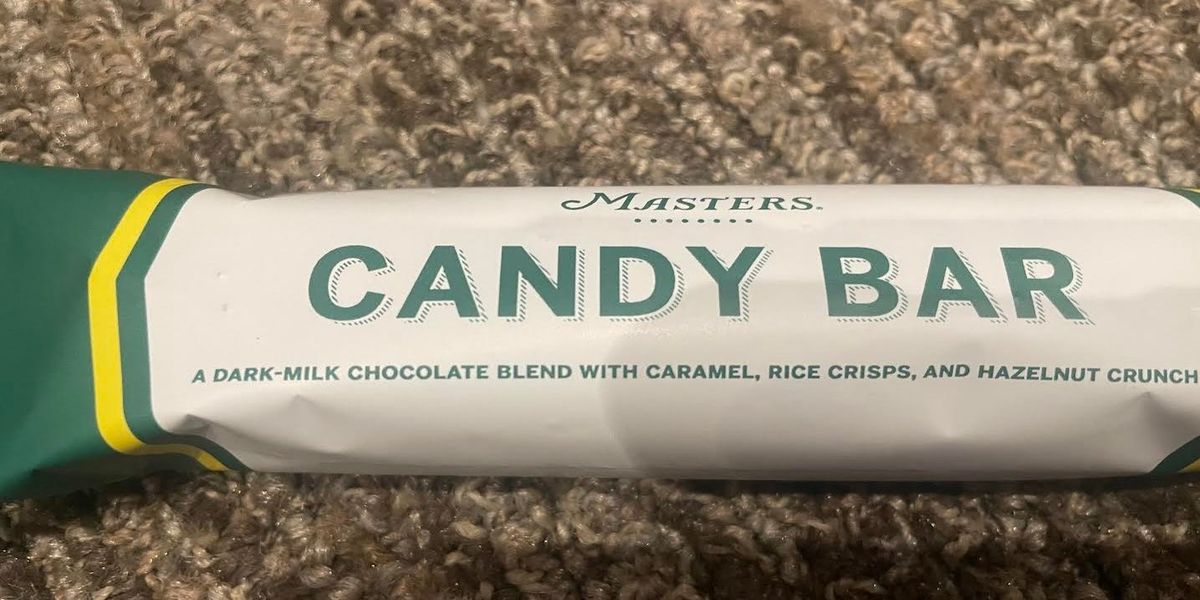 MASTERS®
CANDY BAR
A DARK-MILK CHOCOLATE BLEND WITH CARAMEL, RICE CRISPS, AND HAZELNUT CRUNCH